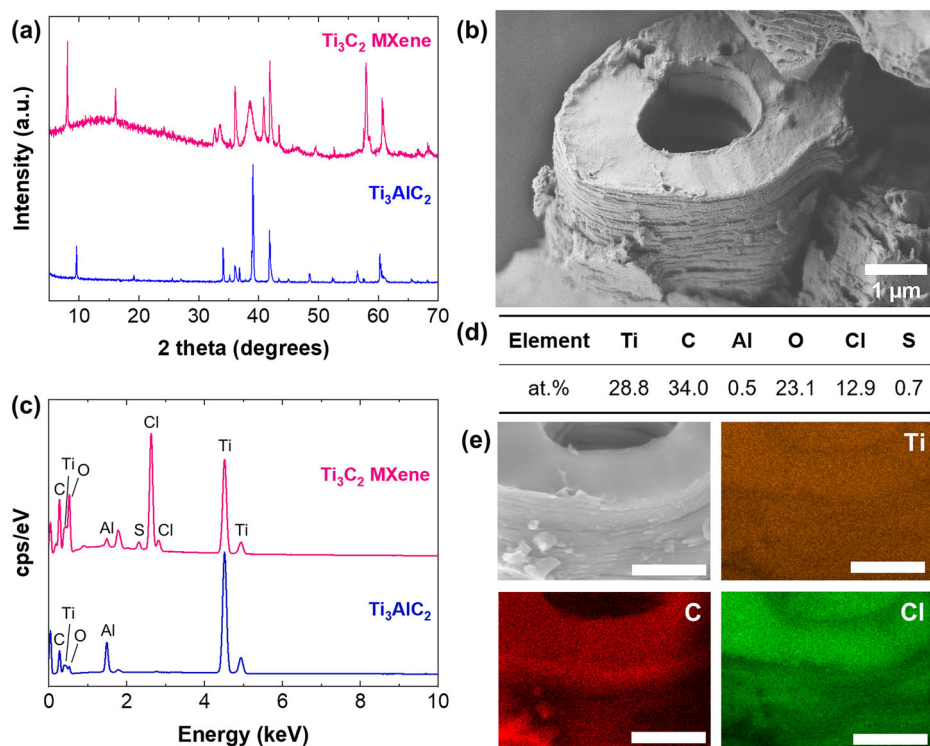 (a)
Ti₃C₂ MXene
Ti₃AlC₂
Intensity (a.u.)
10 20 30 40 50 60 70
2 theta (degrees)
(b)
1 μm
(c)
Cl
Ti
Ti₃C₂ MXene
Ti
O
C
Al
S
Cl
Ti
cps/eV
Ti₃AlC₂
Ti
C
O
Al
0 2 4 6 8 10
Energy (keV)
(d)
Element Ti C Al O Cl S
at.% 28.8 34.0 0.5 23.1 12.9 0.7
(e)
Ti
C
Cl